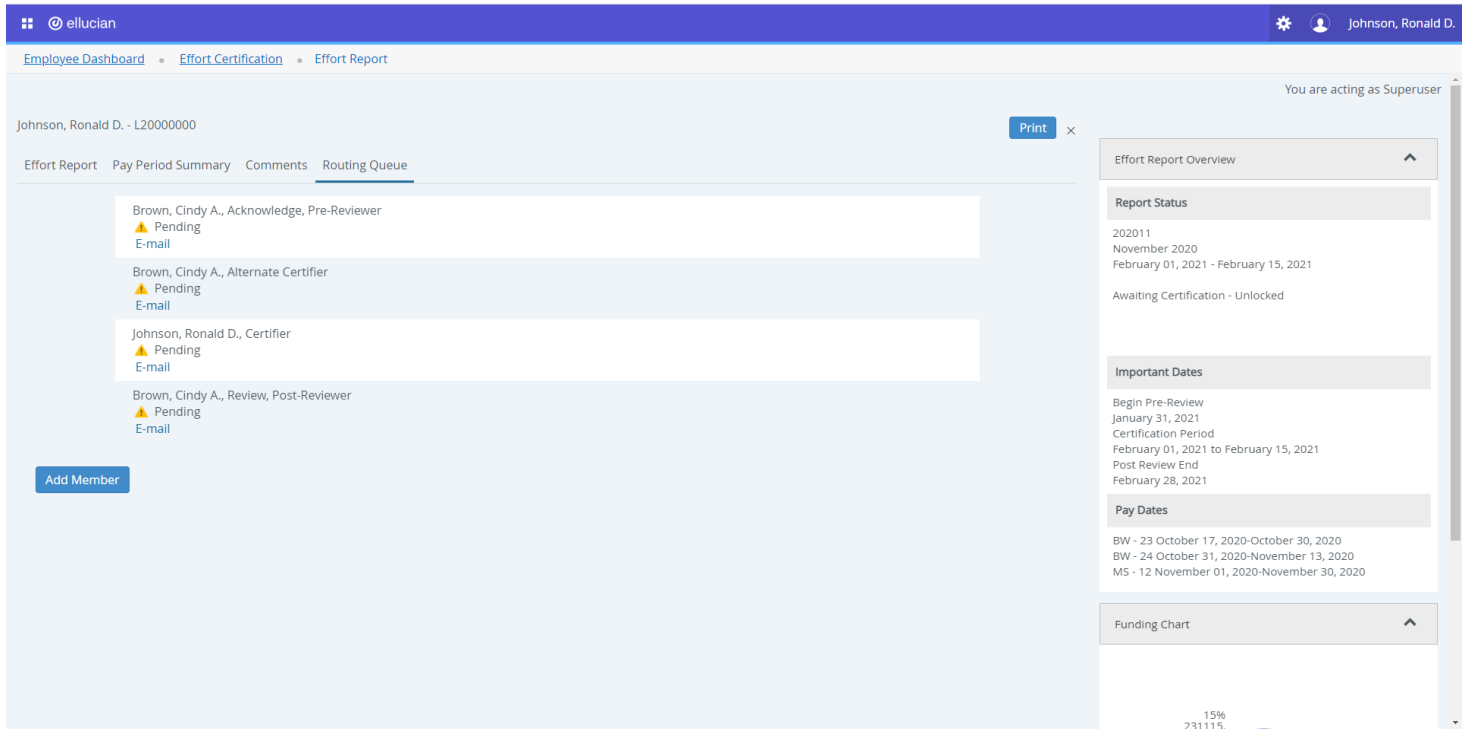 ellucian
Johnson, Ronald D.
Employee Dashboard • Effort Certification • Effort Report
You are acting as Superuser
Johnson, Ronald D. - L20000000
Print
Effort Report Pay Period Summary Comments Routing Queue
Brown, Cindy A., Acknowledge, Pre-Reviewer
Pending
E-mail
Brown, Cindy A., Alternate Certifier
Pending
E-mail
Johnson, Ronald D., Certifier
Pending
E-mail
Brown, Cindy A., Review, Post-Reviewer
Pending
E-mail
Add Member
Effort Report Overview
Report Status
202011
November 2020
February 01, 2021 - February 15, 2021
Awaiting Certification - Unlocked
Important Dates
Begin Pre-Review
January 31, 2021
Certification Period
February 01, 2021 to February 15, 2021
Post Review End
February 28, 2021
Pay Dates
BW - 23 October 17, 2020-October 30, 2020
BW - 24 October 31, 2020-November 13, 2020
MS - 12 November 01, 2020-November 30, 2020
Funding Chart
15%
231115,